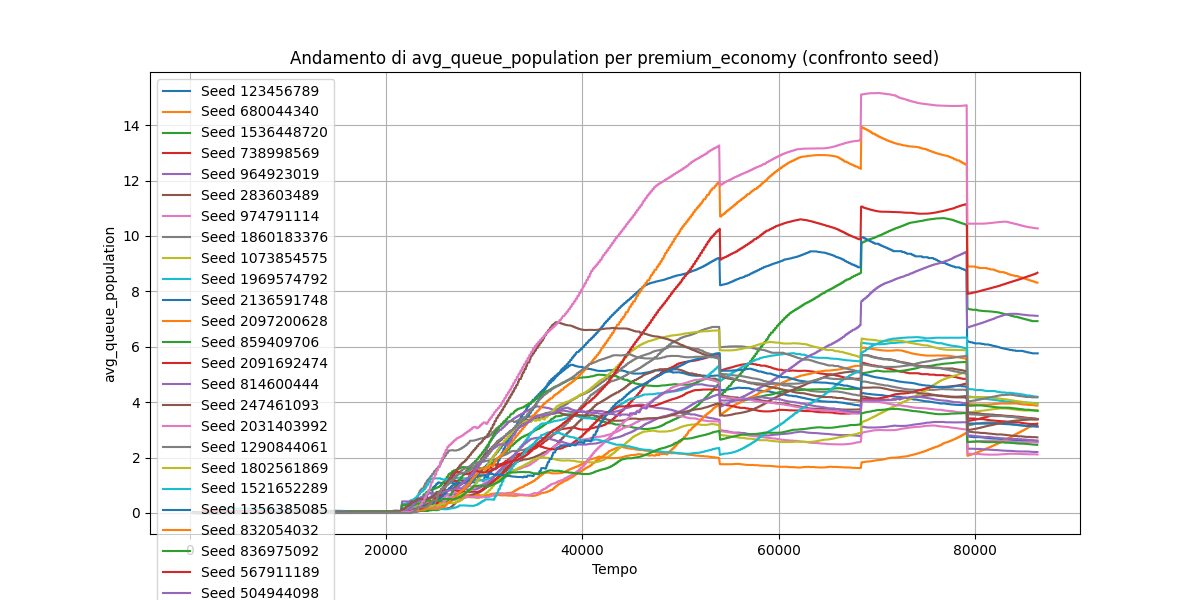 Andamento di avg_queue_population per premium_economy (confronto seed)
avg_queue_population
14
12
10
8
6
4
2
0
Seed 123456789
Seed 680044340
Seed 1536448720
Seed 738998569
Seed 964923019
Seed 283603489
Seed 974791114
Seed 1860183376
Seed 1073854575
Seed 1969574792
Seed 2136591748
Seed 2097200628
Seed 859409706
Seed 2091692474
Seed 814600444
Seed 247461093
Seed 2031403992
Seed 1290844061
Seed 1802561869
Seed 1521652289
Seed 1356385085
Seed 832054032
Seed 836975092
Seed 567911189
Seed 504944098
0 20000 40000 60000 80000
Tempo